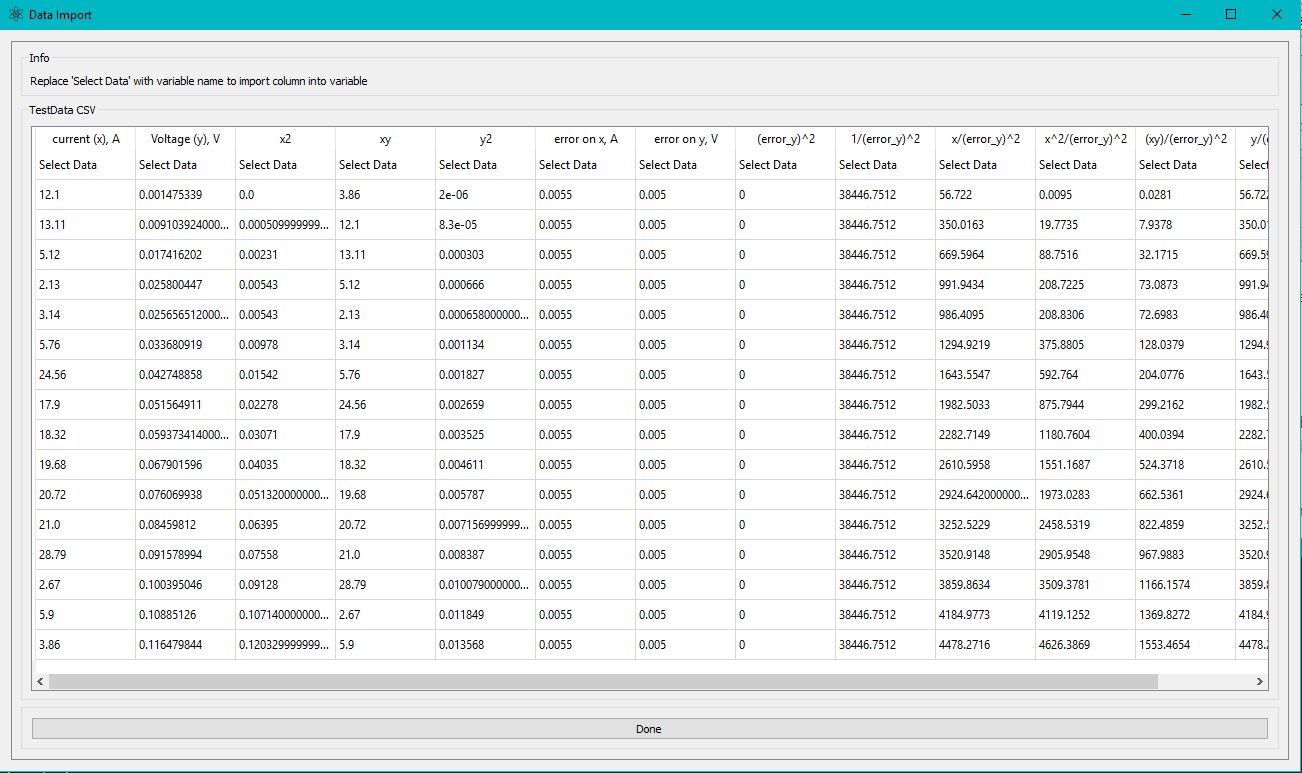 Data Import
Info
Replace 'Select Data' with variable name to import column into variable
TestData CSV
current (x), A Voltage (y), V x2 xy y2 error on x, A error on y, V (error_y)^2 1/(error_y)^2 x/(error_y)^2 x^2/(error_y)^2 (xy)/(error_y)^2 y/(
Select Data Select Data Select Data Select Data Select Data Select Data Select Data Select Data Select Data Select Data Select Data Select Data Select
12.1 0.001475339 0.0 3.86 2e-06 0.0055 0.005 0 38446.7512 56.722 0.0095 0.0281 56.722
13.11 0.009103924000... 0.000509999999... 12.1 8.3e-05 0.0055 0.005 0 38446.7512 350.0163 19.7735 7.9378 350.0
5.12 0.017416202 0.00231 13.11 0.000303 0.0055 0.005 0 38446.7512 669.5964 88.7516 32.1715 669.59
2.13 0.025800447 0.00543 5.12 0.000666 0.0055 0.005 0 38446.7512 991.9434 208.7225 73.0873 991.94
3.14 0.025656512000... 0.00543 2.13 0.000658000000... 0.0055 0.005 0 38446.7512 986.4095 208.8306 72.6983 986.40
5.76 0.033680919 0.00978 3.14 0.001134 0.0055 0.005 0 38446.7512 1294.9219 375.8805 128.0379 1294.9
24.56 0.042748858 0.01542 5.76 0.001827 0.0055 0.005 0 38446.7512 1643.5547 592.764 204.0776 1643.5
17.9 0.051564911 0.02278 24.56 0.002659 0.0055 0.005 0 38446.7512 1982.5033 875.7944 299.2162 1982.5
18.32 0.059373414000... 0.03071 17.9 0.003525 0.0055 0.005 0 38446.7512 2282.7149 1180.7604 400.0394 2282.7
19.68 0.067901596 0.04035 18.32 0.004611 0.0055 0.005 0 38446.7512 2610.5958 1551.1687 524.3718 2610.5
20.72 0.076069938 0.051320000000... 19.68 0.005787 0.0055 0.005 0 38446.7512 2924.642000000... 1973.0283 662.5361 2924.6
21.0 0.08459812 0.06395 20.72 0.007156999999... 0.0055 0.005 0 38446.7512 3252.5229 2458.5319 822.4859 3252.5
28.79 0.091578994 0.07558 21.0 0.008387 0.0055 0.005 0 38446.7512 3520.9148 2905.9548 967.9883 3520.9
2.67 0.100395046 0.09128 28.79 0.010079000000... 0.0055 0.005 0 38446.7512 3859.8634 3509.3781 1166.1574 3859.8
5.9 0.10885126 0.107140000000... 2.67 0.011849 0.0055 0.005 0 38446.7512 4184.9773 4119.1252 1369.8272 4184.9
3.86 0.116479844 0.120329999999... 5.9 0.013568 0.0055 0.005 0 38446.7512 4478.2716 4626.3869 1553.4654 4478.2
Done